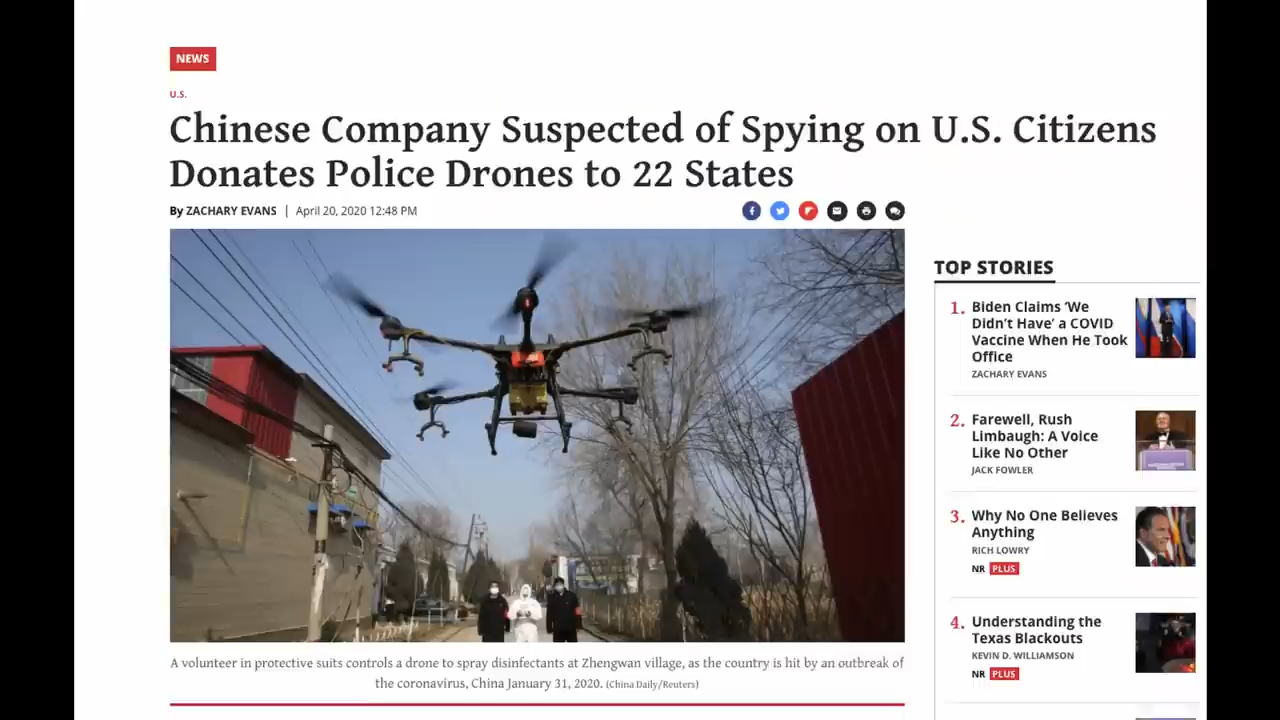 NEWS
U.S.
Chinese Company Suspected of Spying on U.S. Citizens
Donates Police Drones to 22 States
By ZACHARY EVANS | April 20, 2020 12:48 PM
A volunteer in protective suits controls a drone to spray disinfectants at Zhengwan village, as the country is hit by an outbreak of
the coronavirus, China January 31, 2020. (China Daily/Reuters)
TOP STORIES
1. Biden Claims ‘We
Didn’t Have’ a COVID
Vaccine When He Took
Office
ZACHARY EVANS
2. Farewell, Rush
Limbaugh: A Voice
Like No Other
JACK FOWLER
3. Why No One Believes
Anything
RICH LOWRY
NR PLUS
4. Understanding the
Texas Blackouts
KEVIN D. WILLIAMSON
NR PLUS